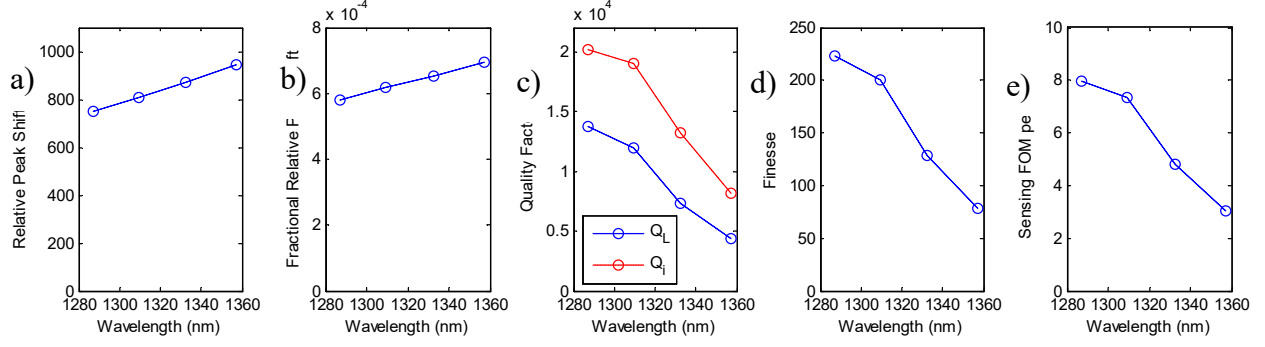 a)
Relative Peak Shif
1000
800
600
400
200
0
1280 1300 1320 1340 1360
Wavelength (nm)
b)
x 10-4
Fractional Relative F ft
8
6
4
2
0
1280 1300 1320 1340 1360
Wavelength (nm)
c)
x 10 4
Quality Fact
2
1.5
1
0.5
0
QL
Qi
1280 1300 1320 1340 1360
Wavelength (nm)
d)
Finesse
250
200
150
100
50
0
1280 1300 1320 1340 1360
Wavelength (nm)
e)
Sensing FOM pe
10
8
6
4
2
0
1280 1300 1320 1340 1360
Wavelength (nm)